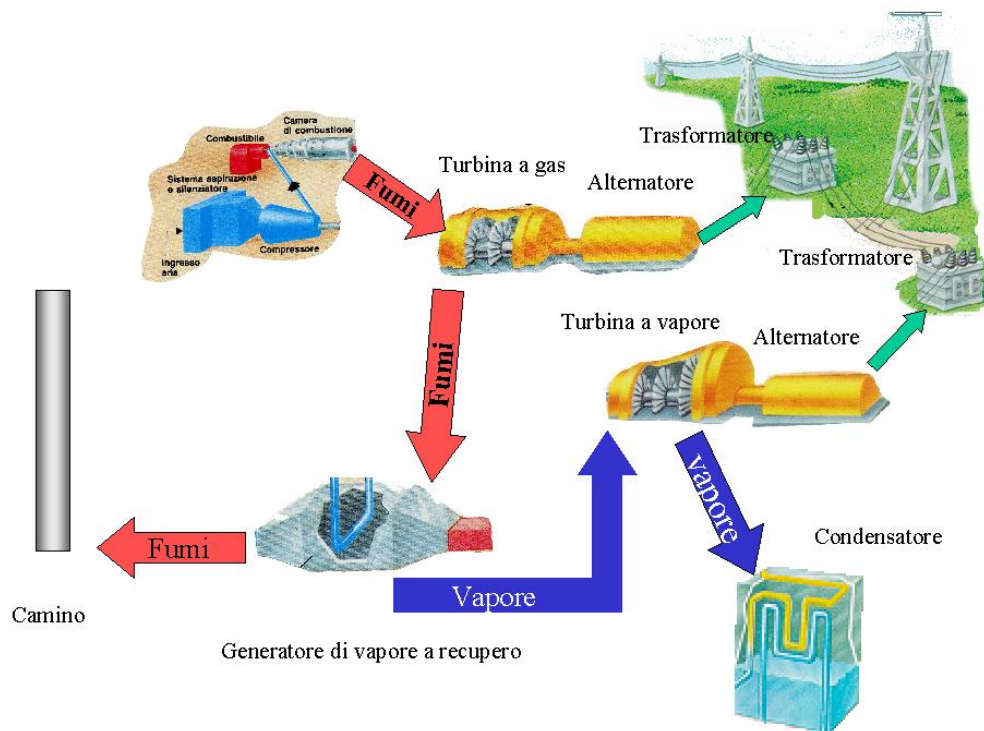 Camera
di combustione
Combustibile
Sistema aspirazione
e silenziatore
Compressore
Ingresso
aria
Fumi
Turbina a gas
Alternatore
Trasformatore
Trasformatore
Fumi
Turbina a vapore
Alternatore
vapore
Condensatore
Fumi
Vapore
Camino
Generatore di vapore a recupero